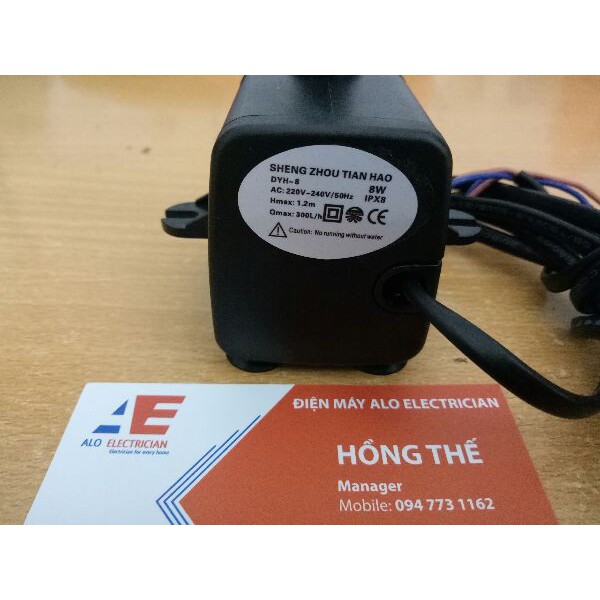 SHENG ZHOU TIAN HAO
DYH-8 8W
AC: 220V~240V/50Hz IPX8
Hmax: 1.2m
Qmax: 300L/h CE
Caution: No running without water
AE
ALO ELECTRICIAN
Electrician for every home
ĐIỆN MÁY ALO ELECTRICIAN
HỒNG THẾ
Manager
Mobile: 094 773 1162